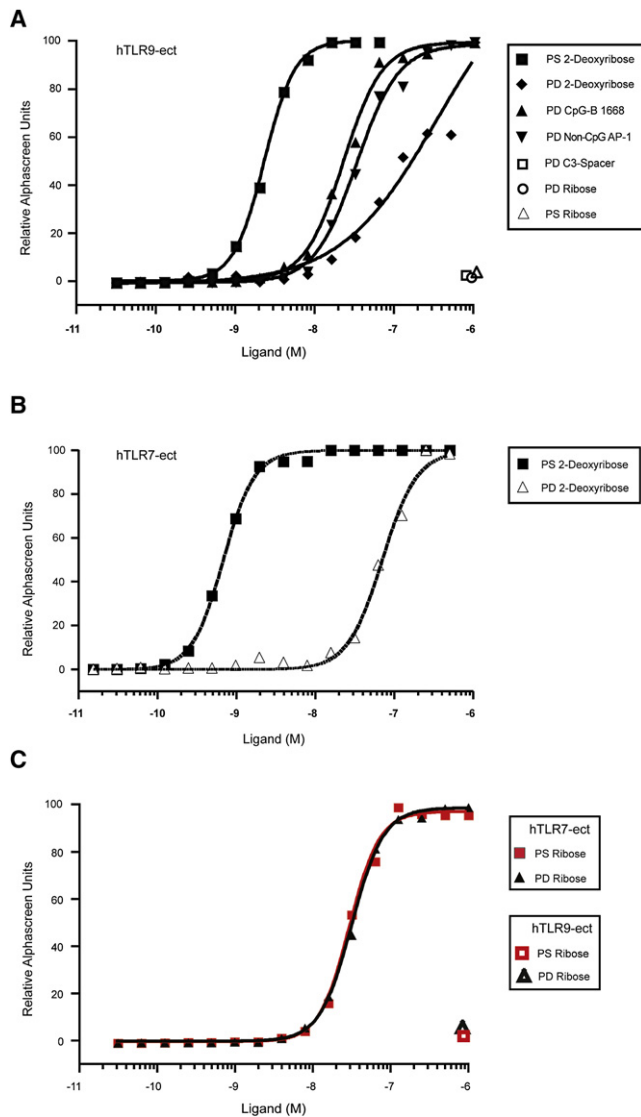 A
hTLR9-ect
Relative Alphascreen Units
100
80
60
40
20
0
-11
-10
-9
-8
-7
-6
Ligand (M)
PS 2-Deoxyribose
PD 2-Deoxyribose
PD CpG-B 1668
PD Non-CpG AP-1
PD C3-Spacer
PD Ribose
PS Ribose
B
hTLR7-ect
Relative Alphascreen Units
100
80
60
40
20
0
-11
-10
-9
-8
-7
-6
Ligand (M)
PS 2-Deoxyribose
PD 2-Deoxyribose
C
Relative Alphascreen Units
100
80
60
40
20
0
-11
-10
-9
-8
-7
-6
Ligand (M)
hTLR7-ect
PS Ribose
PD Ribose
hTLR9-ect
PS Ribose
PD Ribose